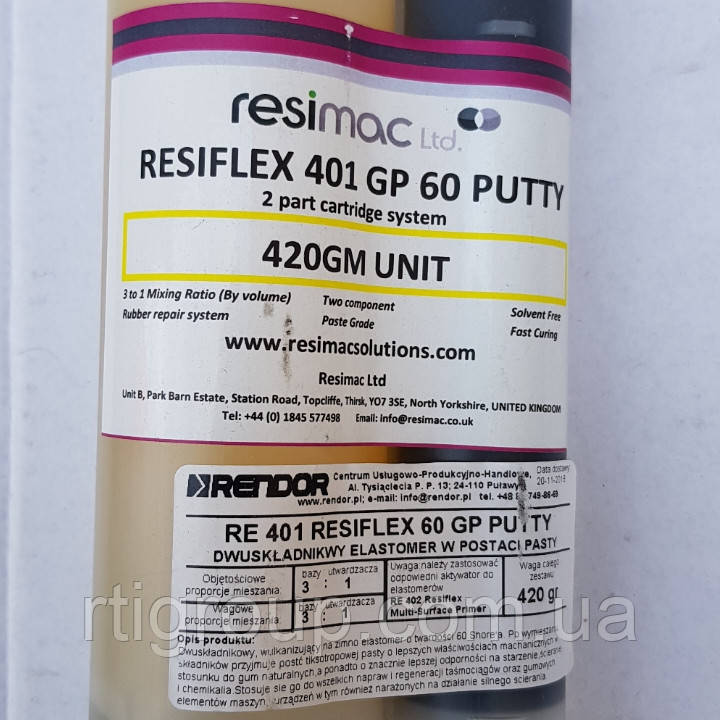 resimac Ltd.
RESIFLEX 401 GP 60 PUTTY
2 part cartridge system
420GM UNIT
3 to 1 Mixing Ratio (By volume)
Two component
Solvent Free
Rubber repair system
Paste Grade
Fast Curing
www.resimacsolutions.com
Resimac Ltd
Unit B, Park Barn Estate, Station Road, Topcliffe, Thirsk, YO7 3SE, North Yorkshire, UNITED KINGDOM
Tel: +44 (0) 1845 577498 Email: info@resimac.co.uk
RENDOR
Centrum Usługowo-Produkcyjno-Handlowe,
Al. Tysiąclecia P. P. 13; 24-110 Puławy
www.rendor.pl; e-mail: info@rendor.pl tel. +48
Data dostawy
RE 401 RESIFLEX 60 GP PUTTY
DWUSKŁADNIKWY ELASTOMER W POSTACI PASTY
Objętościowe
proporcje mieszania:
bazy : utwardzacza
3 : 1
Wagowe
proporcje mieszania:
bazy : utwardzacza
3 : 1
Uwaga:należy zastosować
odpowiedni aktywator do
elastomerów
RE 402 Resiflex
Multi-Surface Primer
Waga całego
zestawu
420 gr
Opis produktu:
Dwuskładnikowy, wulkanizujący na zimno elastomer o twardości 60 Shore'a. Po wymieszaniu
składników przyjmuje postć tiksotropowej pasty o lepszych właściwościach mechanicznych w
stosunku do gum naturalnych,a ponadto o znacznie lepszej odporności na starzenie,ścieranie
i chemikalia.Stosuje się go do wszelkich napraw i regeneracji taśmociągów oraz gumowych
elementów maszyn, urządzeń w tym również narażonych na działanie silnego ścierania.
rtigroup.com.ua